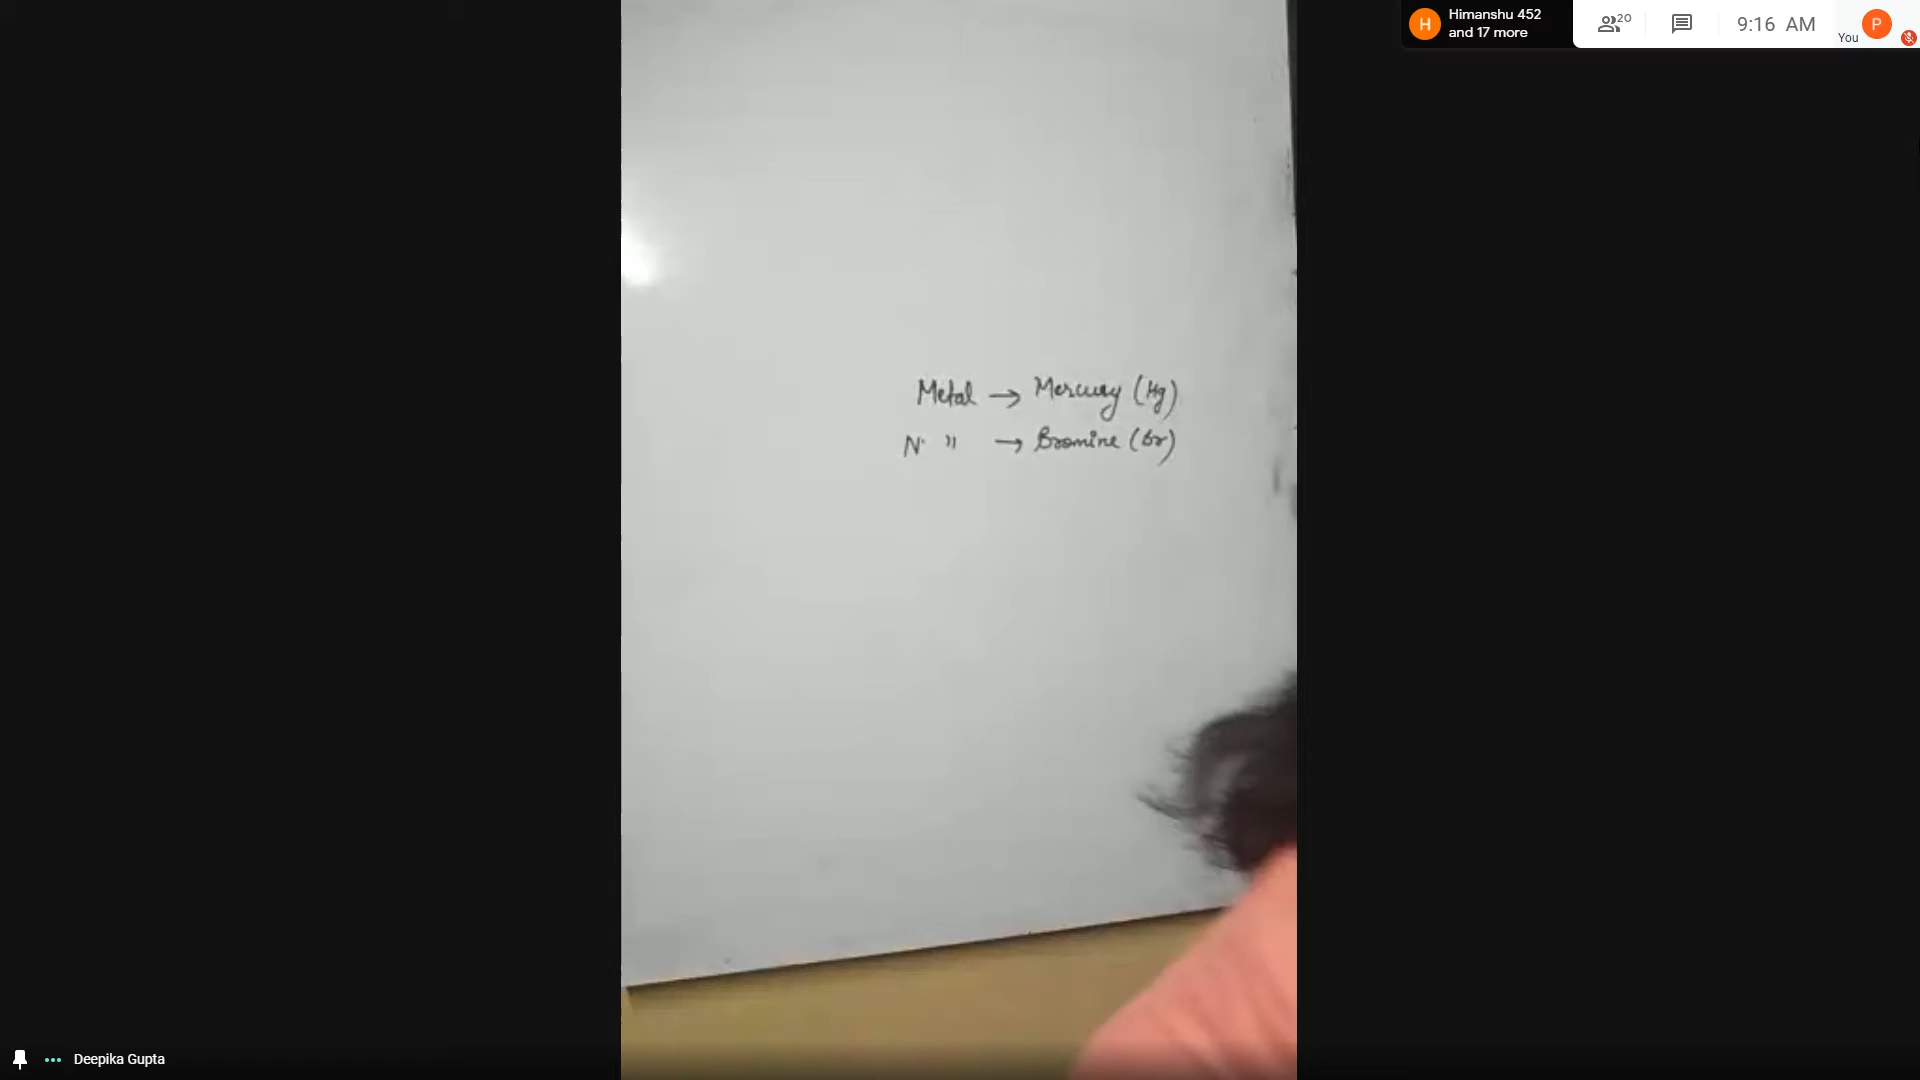 H
Himanshu 452
and 17 more
20
9:16 AM
You
P
Metal → Mercury (Hg)
N· " → Bromine (Br)
Deepika Gupta